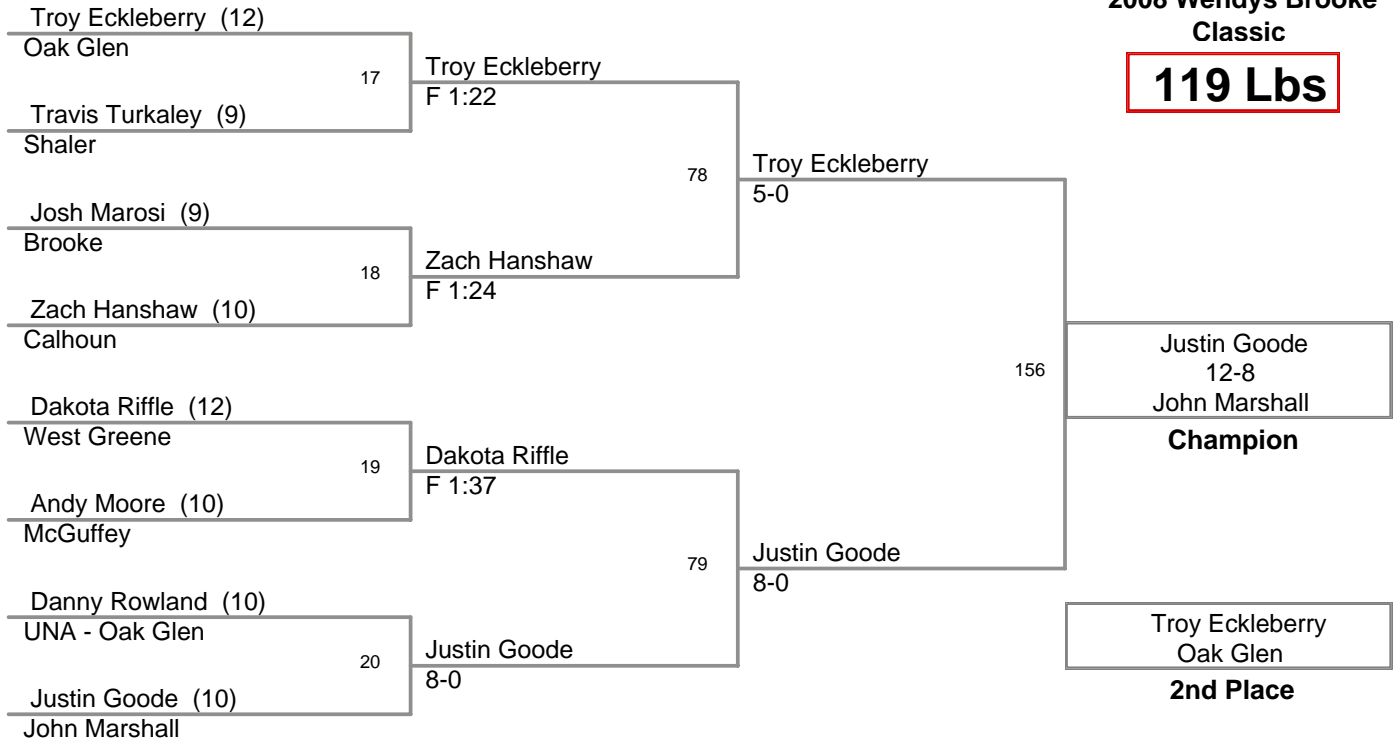 2008 Wendys Brooke
Classic
119 Lbs
Troy Eckleberry (12)
Oak Glen
17
Travis Turkaley (9)
Shaler
Josh Marosi (9)
Brooke
18
Zach Hanshaw (10)
Calhoun
Dakota Riffle (12)
West Greene
19
Andy Moore (10)
McGuffey
Danny Rowland (10)
UNA - Oak Glen
20
Justin Goode (10)
John Marshall
Troy Eckleberry
F 1:22
78
Zach Hanshaw
F 1:24
Dakota Riffle
F 1:37
79
Justin Goode
8-0
Troy Eckleberry
5-0
156
Justin Goode
8-0
Justin Goode
12-8
John Marshall
Champion
Troy Eckleberry
Oak Glen
2nd Place